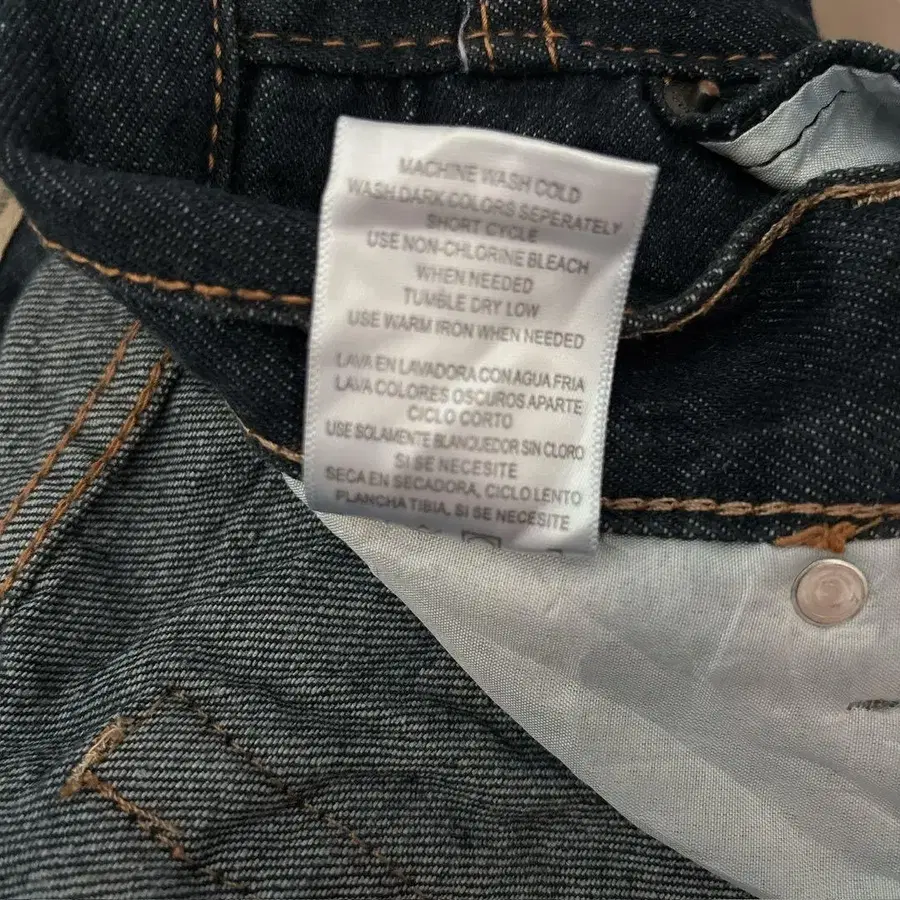 MACHINE WASH COLD
WASH DARK COLORS SEPERATELY
SHORT CYCLE
USE NON-CHLORINE BLEACH
WHEN NEEDED
TUMBLE DRY LOW
USE WARM IRON WHEN NEEDED
LAVA EN LAVADORA CON AGUA FRIA
LAVA COLORES OSCUROS APARTE
CICLO CORTO
USE SOLAMENTE BLANQUEDOR SIN CLORO
SI SE NECESITE
SECA EN SECADORA, CICLO LENTO
PLANCHA TIBIA, SI SE NECESITE